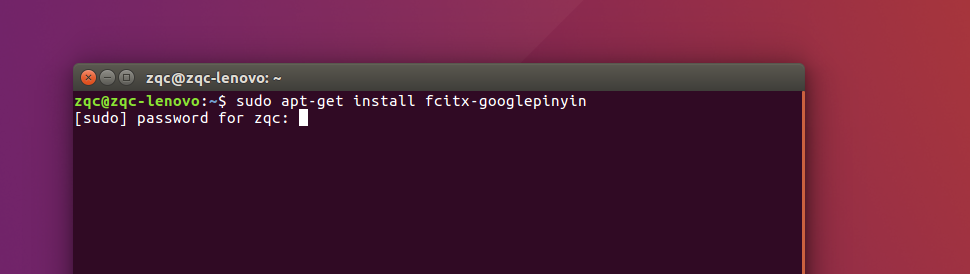 zqc@zqc-lenovo: ~
zqc@zqc-lenovo:~$ sudo apt-get install fcitx-googlepinyin
[sudo] password for zqc: